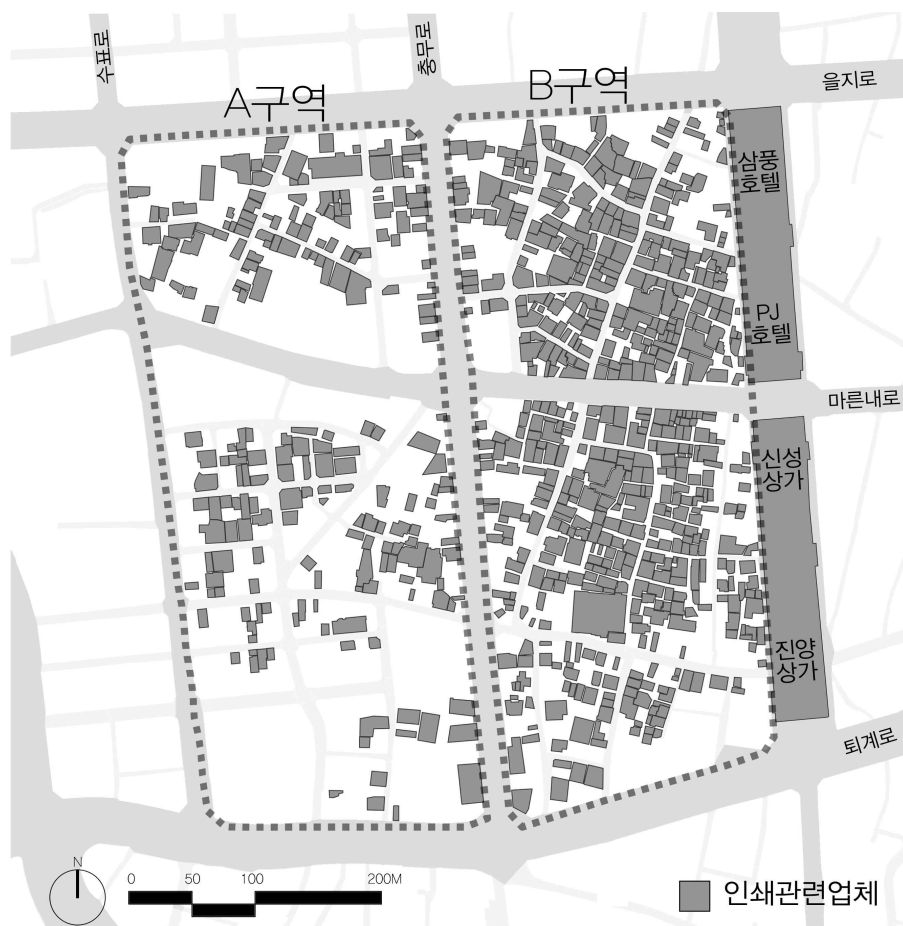 수표로
충무로
A구역
B구역
을지로
삼풍
호텔
PJ
호텔
마른내로
신성
상가
진양
상가
퇴계로
N
0 50 100 200M
인쇄관련업체